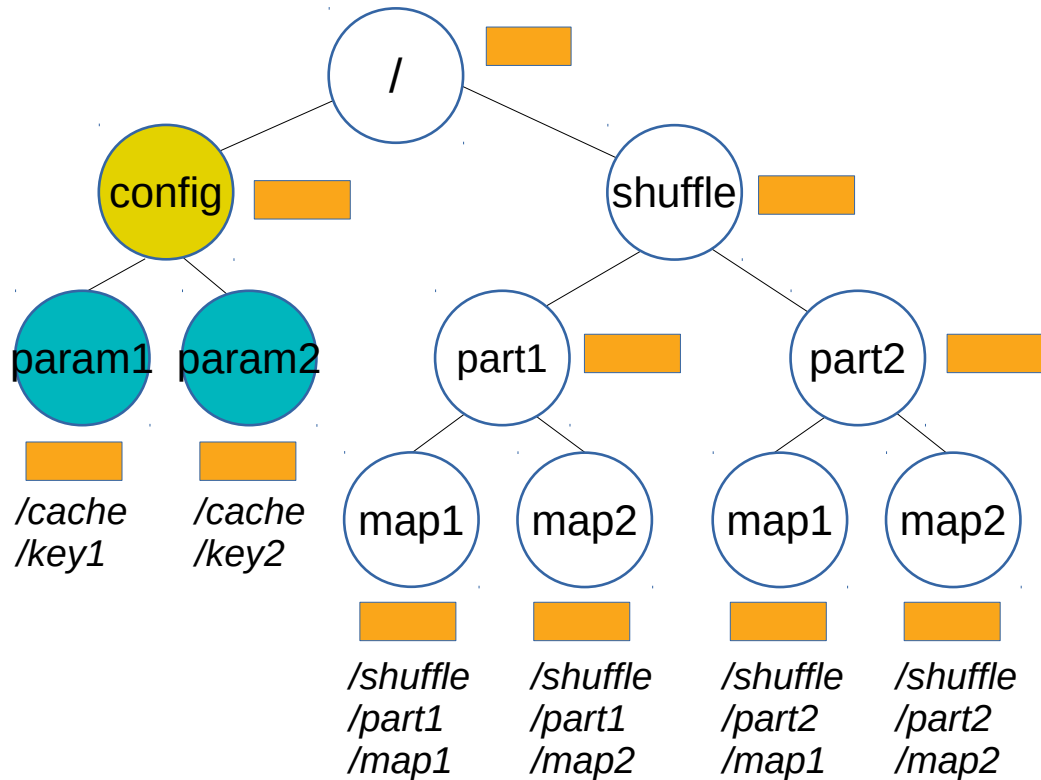 /
config
shuffle
param1
param2
part1
part2
/cache
/key1
/cache
/key2
map1
map2
map1
map2
/shuffle
/part1
/map1
/shuffle
/part1
/map2
/shuffle
/part2
/map1
/shuffle
/part2
/map2